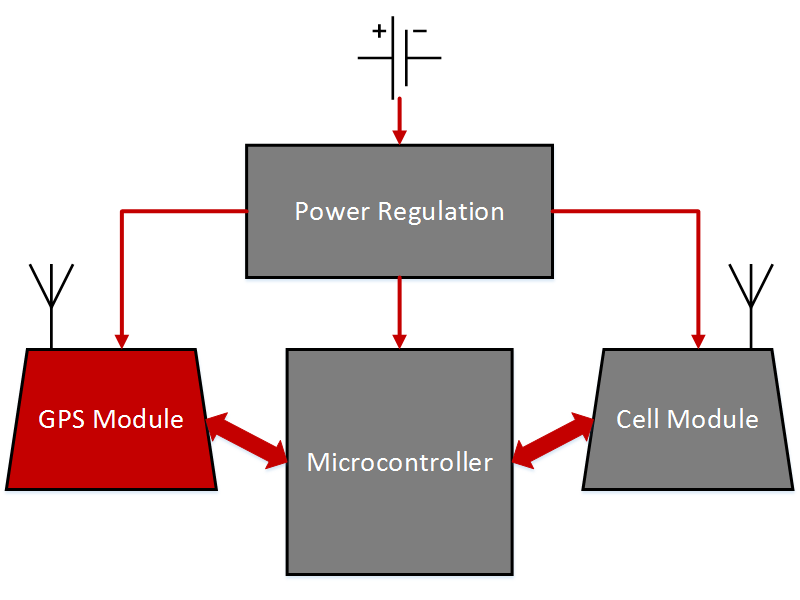 + −
Power Regulation
GPS Module
Cell Module
Microcontroller